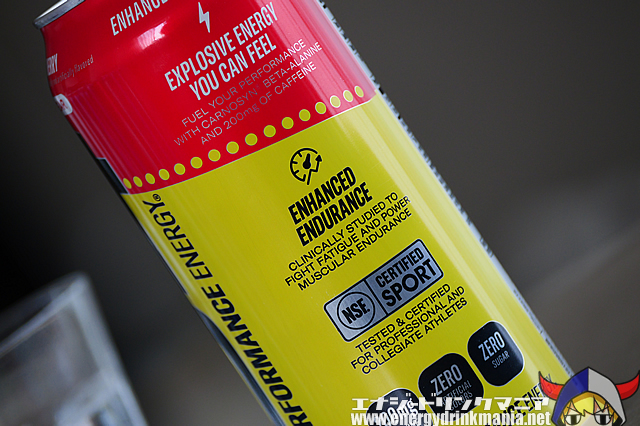 ENHANCE
EXPLOSIVE ENERGY
YOU CAN FEEL
FUEL YOUR PERFORMANCE
WITH CARNOSYN® BETA-ALANINE
AND 200mg OF CAFFEINE
ENHANCED
ENDURANCE
CLINICALLY STUDIED TO
FIGHT FATIGUE AND POWER
MUSCULAR ENDURANCE
NSF®
CERTIFIED
SPORT
TESTED & CERTIFIED
FOR PROFESSIONAL AND
COLLEGIATE ATHLETES
ZERO
SUGAR
ZERO
RFORMANCE ENERGY®
エナジードリンクマニア
www.energydrinkmania.net